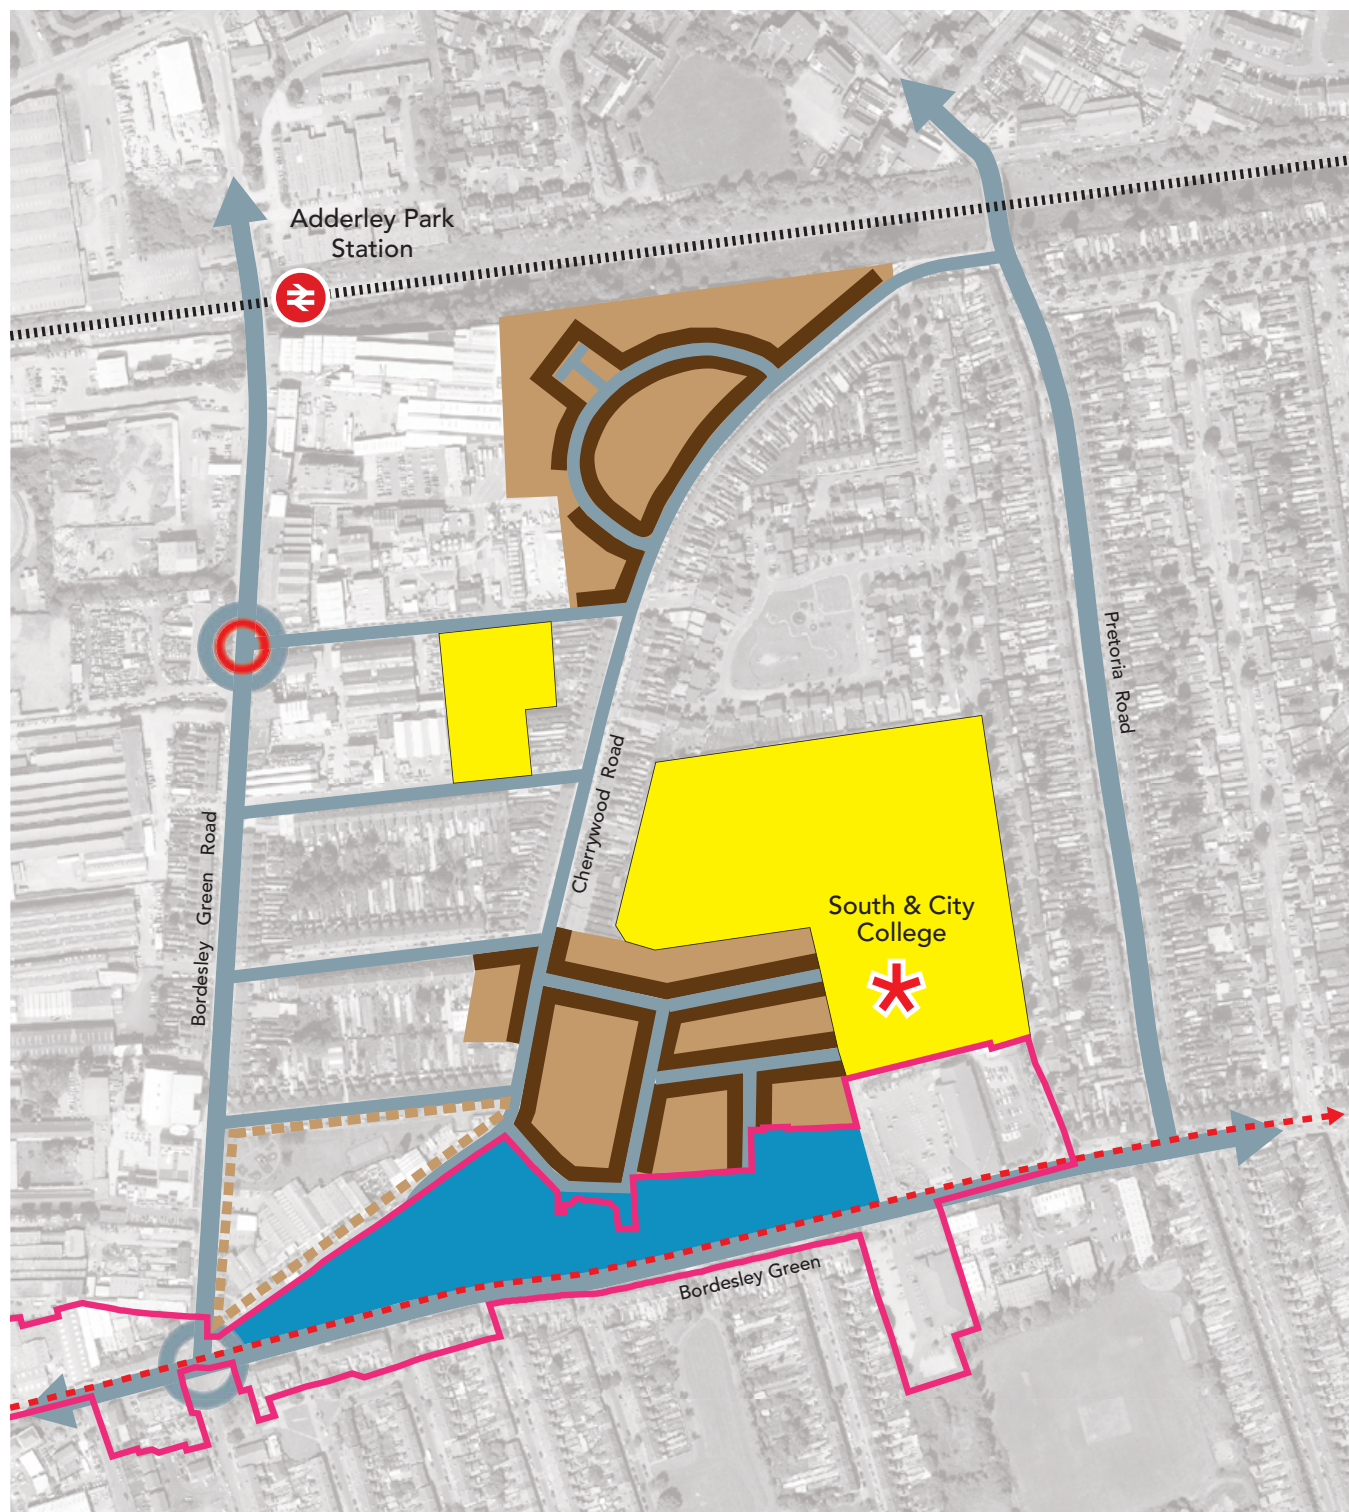 Adderley Park
Station
Pretoria Road
Cherrywood Road
Bordesley Green Road
South & City
College
Bordesley Green